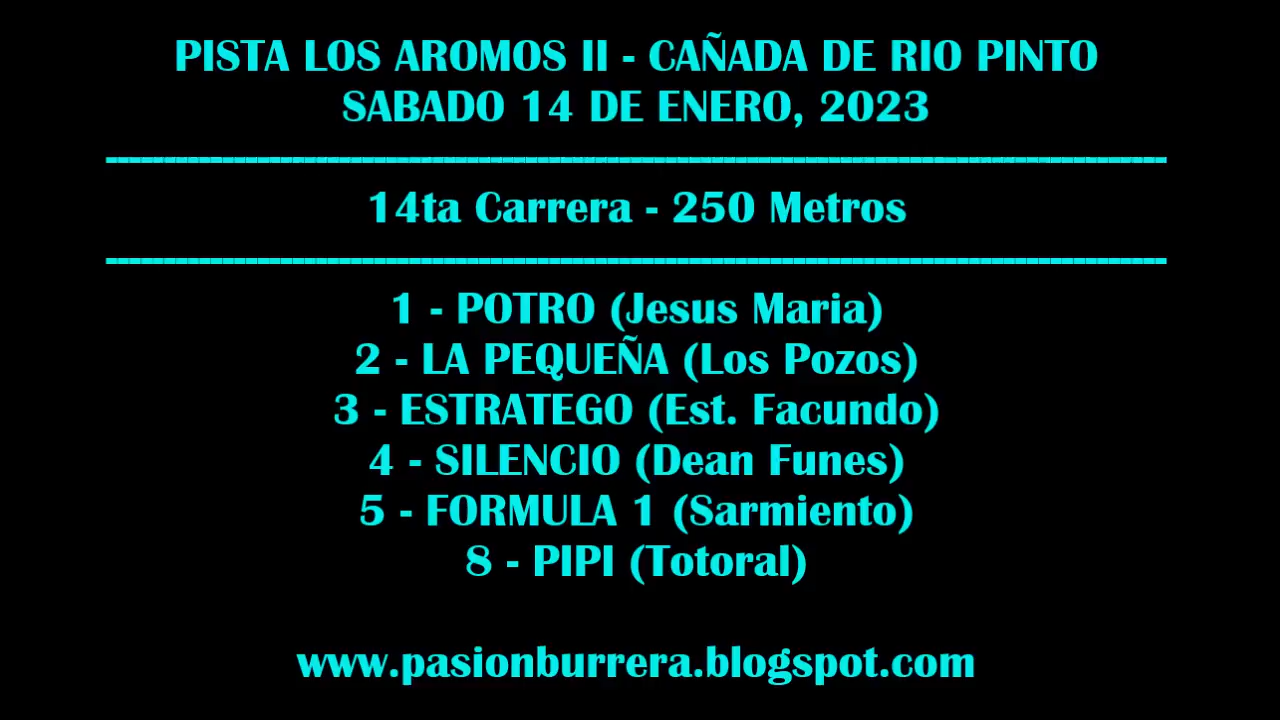 PISTA LOS AROMOS II - CAÑADA DE RIO PINTO
SABADO 14 DE ENERO, 2023
14ta Carrera - 250 Metros
1 - POTRO (Jesus Maria)
2 - LA PEQUEÑA (Los Pozos)
3 - ESTRATEGO (Est. Facundo)
4 - SILENCIO (Dean Funes)
5 - FORMULA 1 (Sarmiento)
8 - PIPI (Totoral)
www.pasionburrera.blogspot.com